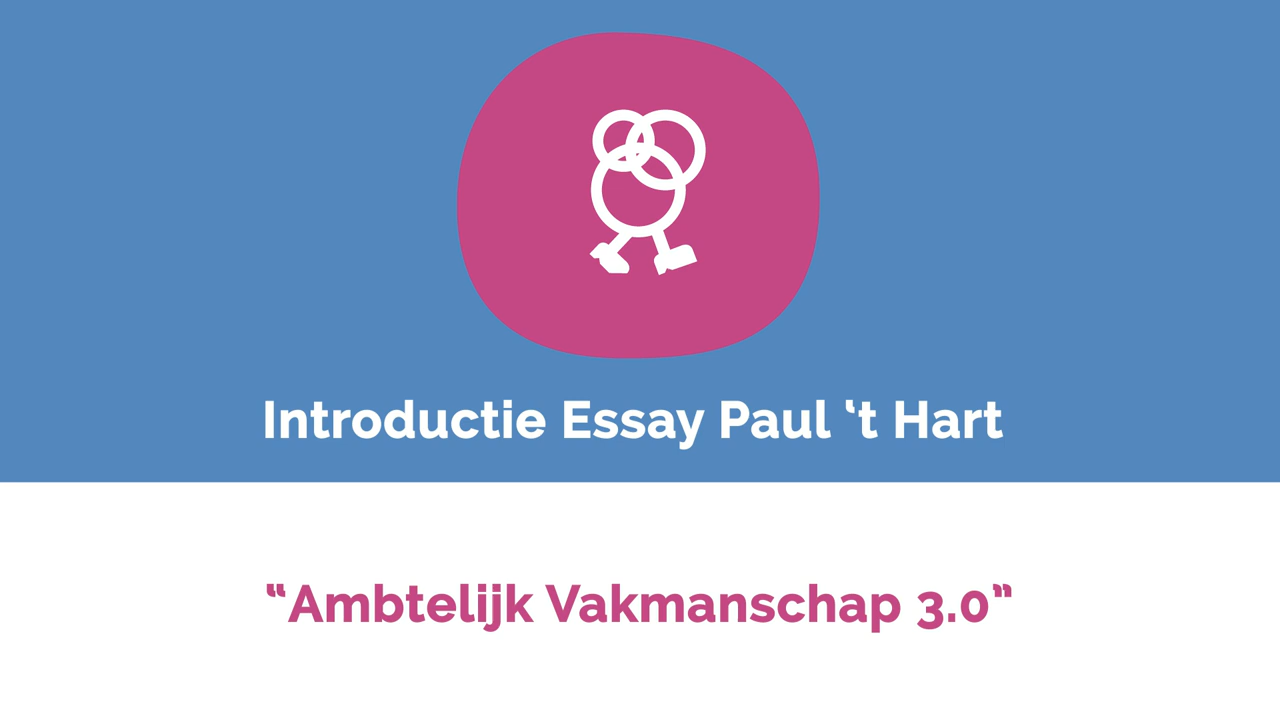 Introductie Essay Paul ‘t Hart
“Ambtelijk Vakmanschap 3.0”